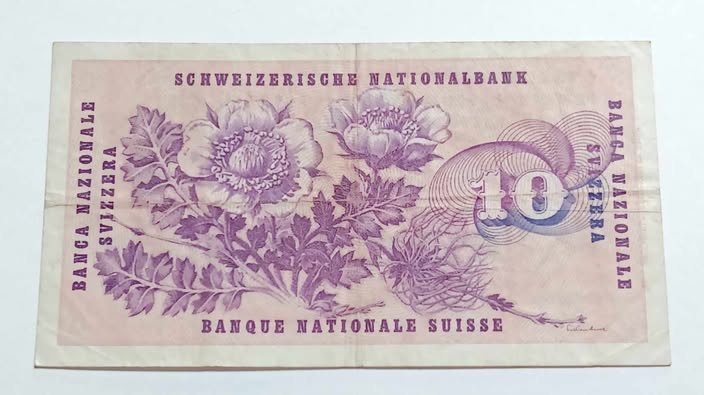 SCHWEIZERISCHE NATIONALBANK
BANCA NAZIONALE
SVIZZERA
10
BANCA NAZIONALE
SVIZZERA
BANQUE NATIONALE SUISSE